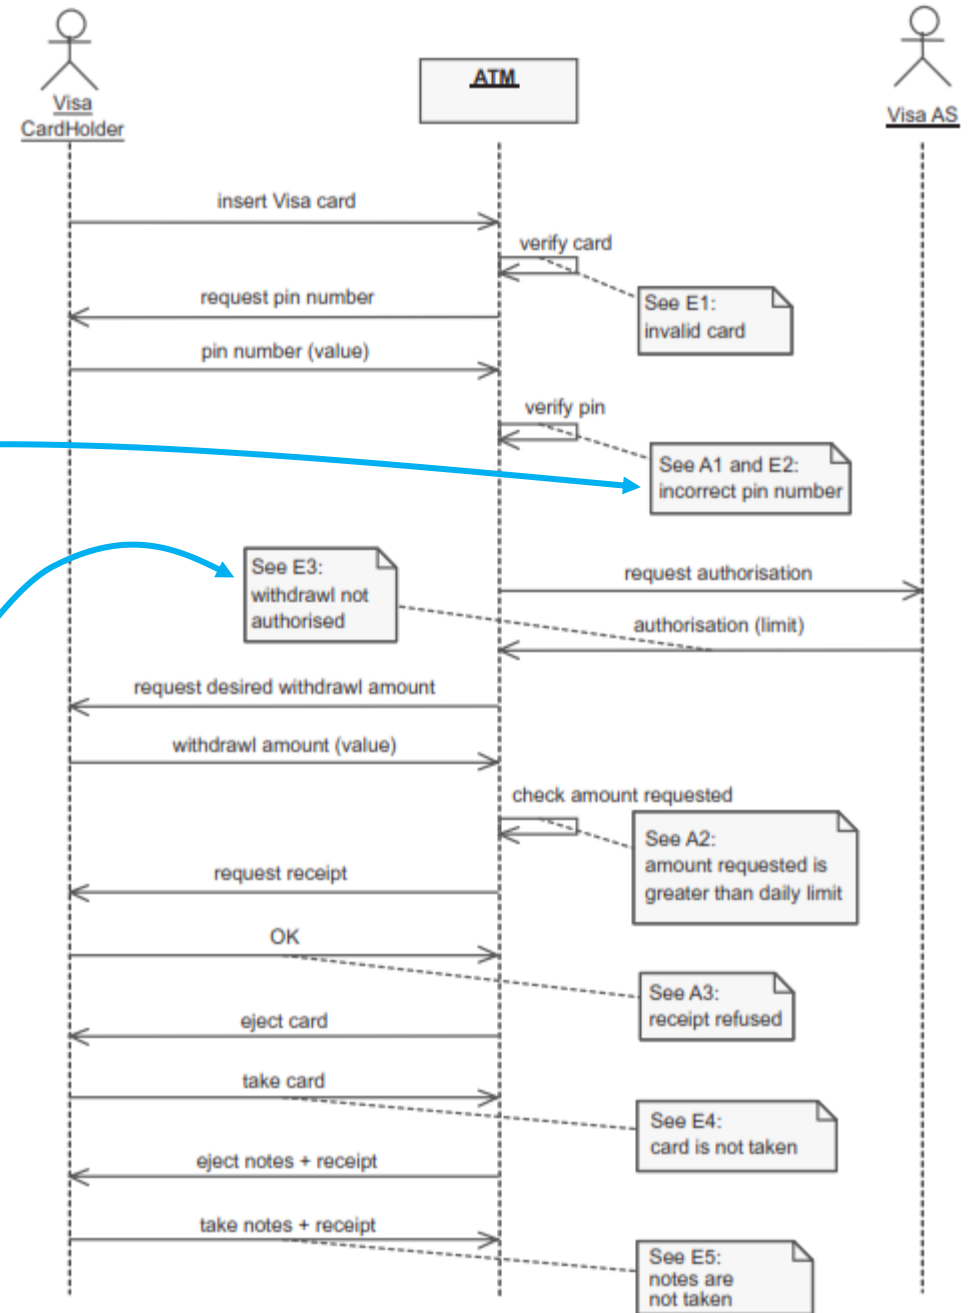 Visa
CardHolder
ATM
Visa AS
insert Visa card
verify card
request pin number
See E1:
invalid card
pin number (value)
verify pin
See A1 and E2:
incorrect pin number
See E3:
withdrawl not
authorised
request authorisation
authorisation (limit)
request desired withdrawl amount
withdrawl amount (value)
check amount requested
See A2:
amount requested is
greater than daily limit
request receipt
OK
See A3:
receipt refused
eject card
take card
See E4:
card is not taken
eject notes + receipt
take notes + receipt
See E5:
notes are
not taken